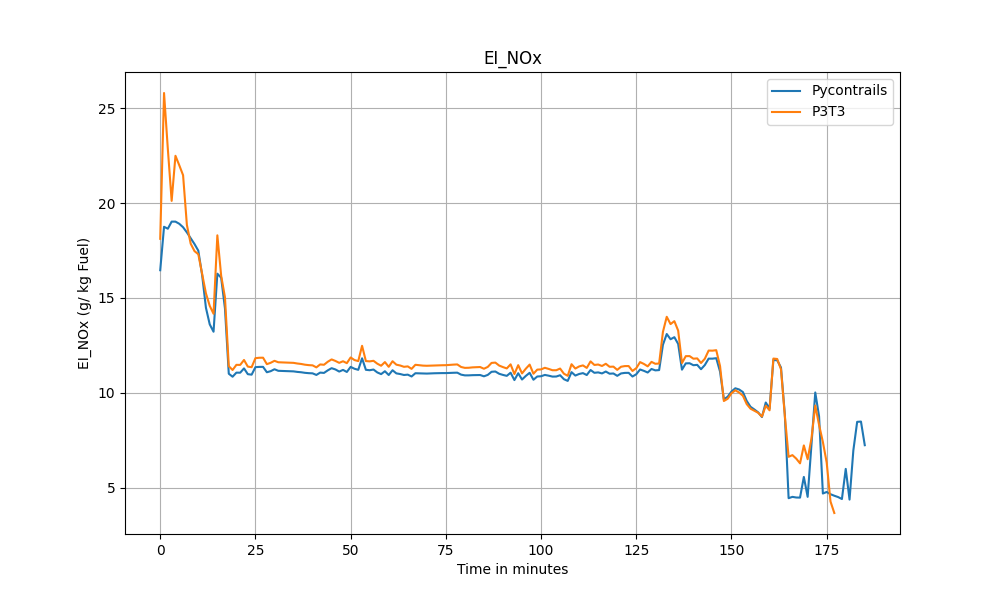 EI_NOx
Pycontrails
P3T3
EI_NOx (g/ kg Fuel)
25
20
15
10
5
0 25 50 75 100 125 150 175
Time in minutes